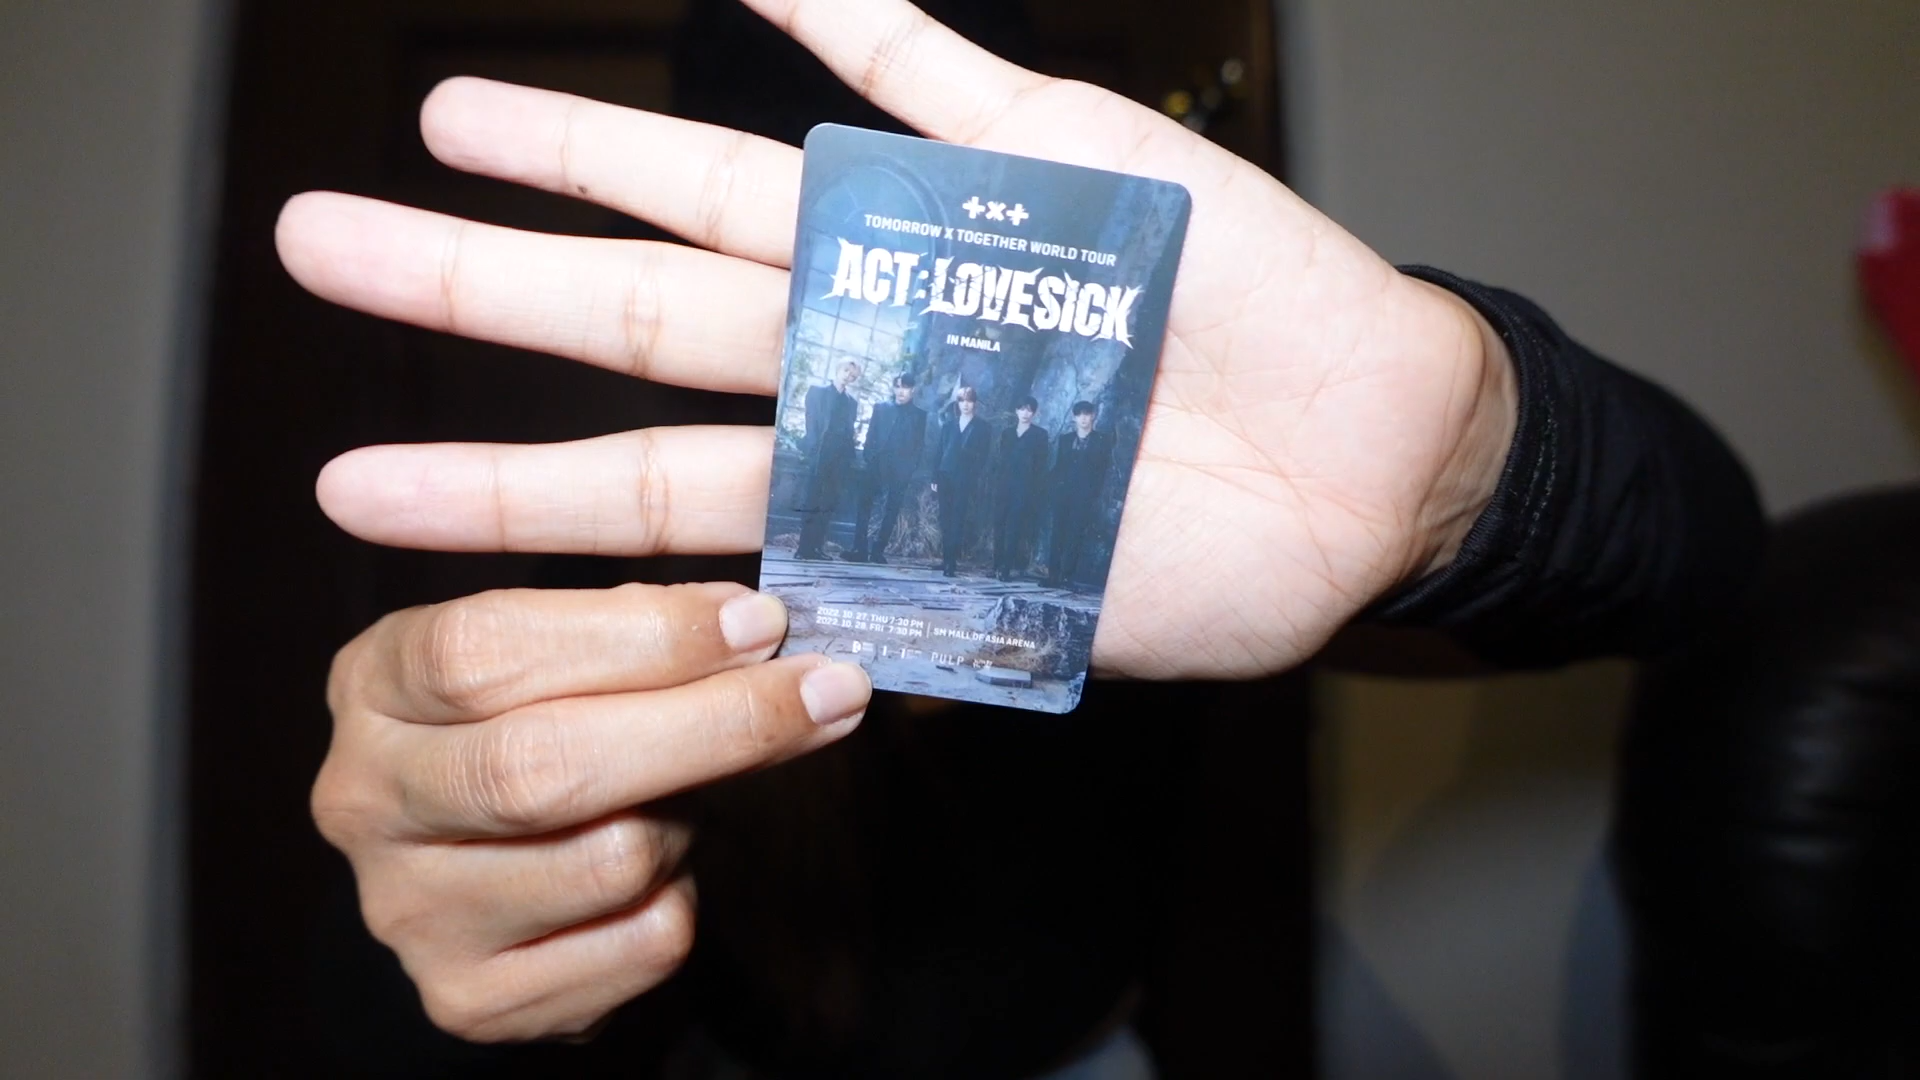 +x+
TOMORROW X TOGETHER WORLD TOUR
ACT:LOVESICK
IN MANILA
2022. 10. 27. THU 7:30 PM
2022. 10. 28. FRI 7:30 PM
SM MALL OF ASIA ARENA
PULP